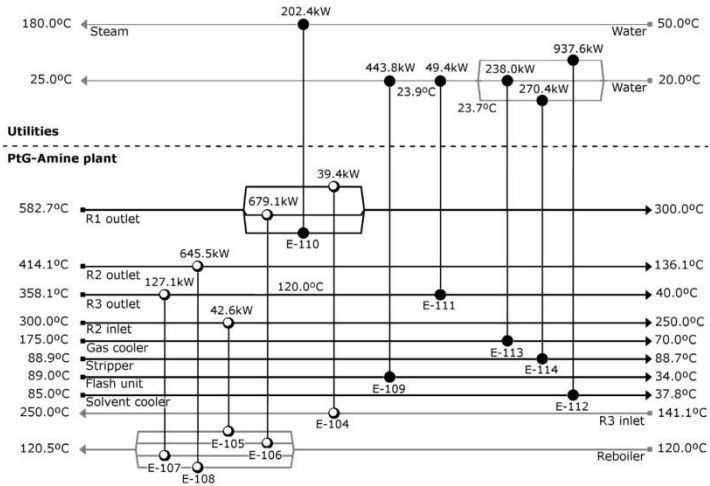 202.4kW
180.0ºC Steam Water 50.0ºC
937.6kW
443.8kW 49.4kW 238.0kW
25.0ºC 23.9ºC 270.4kW Water 20.0ºC
23.7ºC
Utilities
PtG-Amine plant
39.4kW
679.1kW
582.7ºC R1 outlet 300.0ºC
E-110
645.5kW
414.1ºC R2 outlet 136.1ºC
127.1kW 120.0ºC
358.1ºC R3 outlet 40.0ºC
42.6kW E-111
300.0ºC R2 inlet 250.0ºC
175.0ºC Gas cooler 70.0ºC
E-113
88.9ºC Stripper 88.7ºC
E-114
89.0ºC Flash unit 34.0ºC
E-109
85.0ºC Solvent cooler 37.8ºC
E-112
250.0ºC R3 inlet 141.1ºC
E-104
E-105
120.5ºC E-106 Reboiler 120.0ºC
E-107
E-108